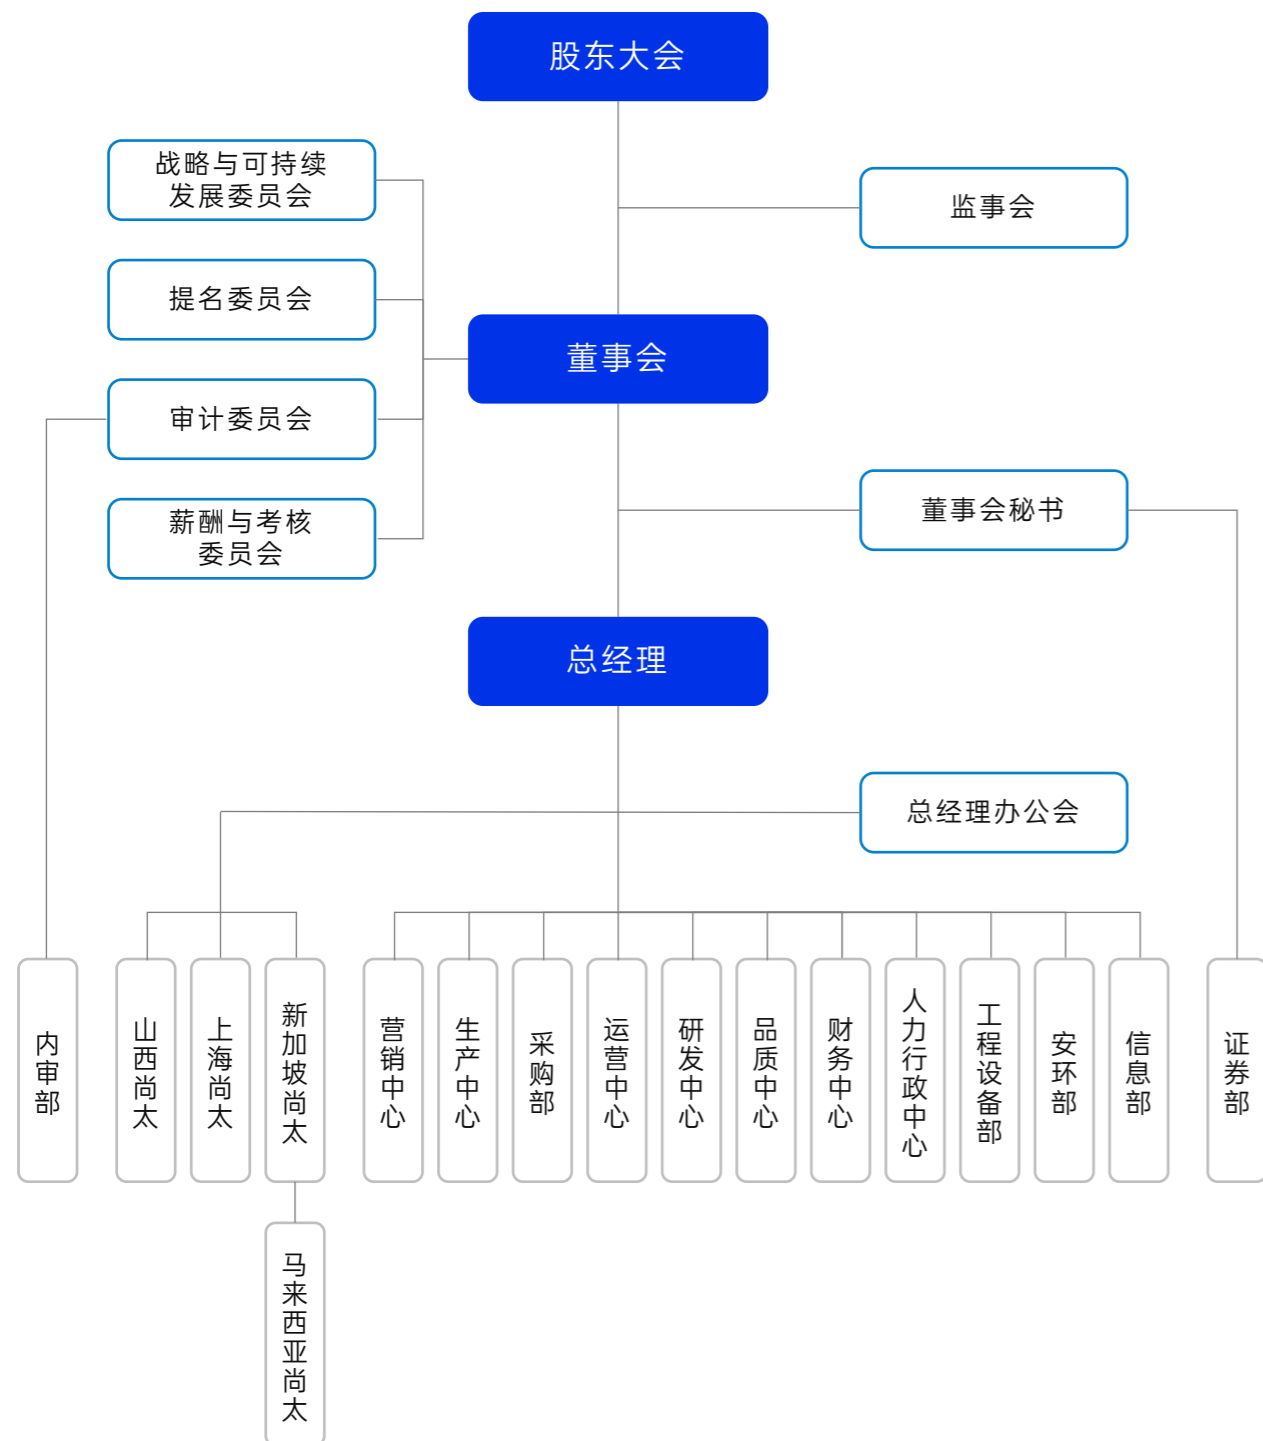 股东大会
战略与可持续
发展委员会
监事会
提名委员会
董事会
审计委员会
董事会秘书
薪酬与考核
委员会
总经理
总经理办公会
内审部
山西尚太
上海尚太
新加坡尚太
营销中心
生产中心
采购部
运营中心
研发中心
品质中心
财务中心
人力行政中心
工程设备部
安环部
信息部
证券部
马来西亚尚太